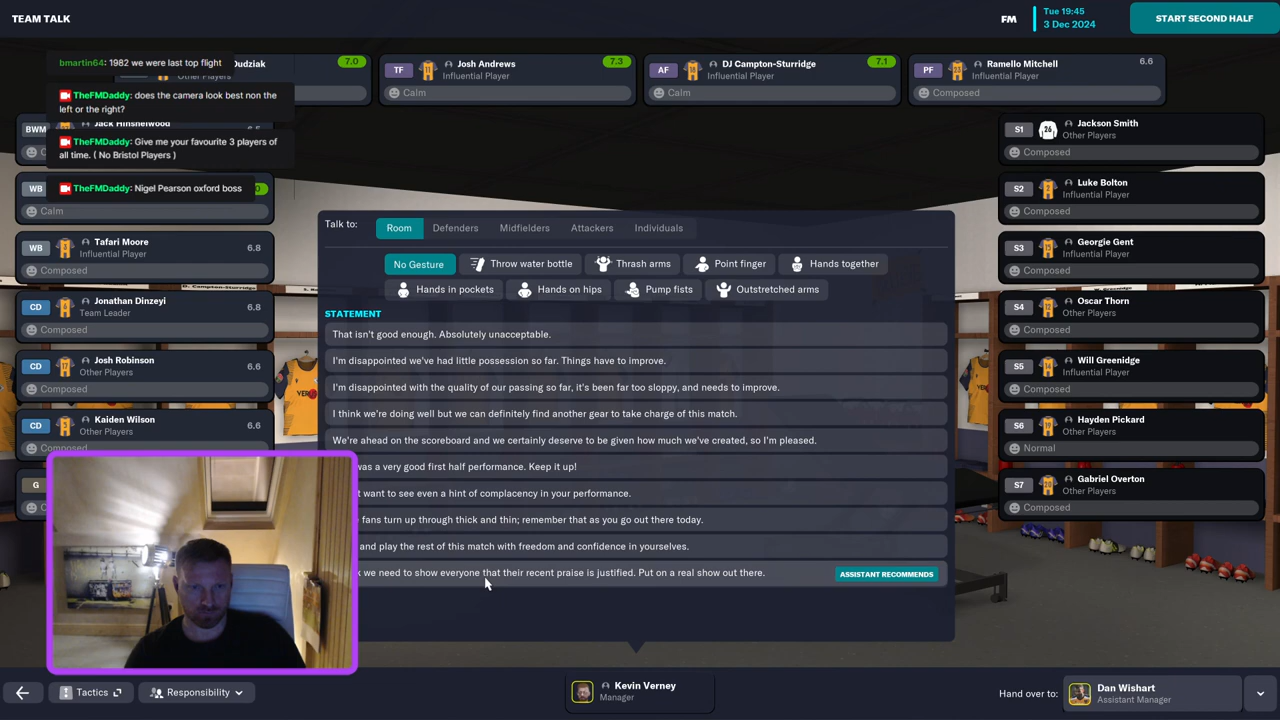 TEAM TALK
FM
Tue 19:45
3 Dec 2024
START SECOND HALF
bmartin64: 1982 we were last top flight
TheFMDaddy: does the camera look best non the
left or the right?
TheFMDaddy: Give me your favourite 3 players of
all time. ( No Bristol Players )
TheFMDaddy: Nigel Pearson oxford boss
Dudziak
7.0
TF
Josh Andrews
Influential Player
7.3
Calm
AF
DJ Campton-Sturridge
Influential Player
7.1
Calm
PF
Ramello Mitchell
Influential Player
6.6
Composed
BWM
Jack Hinshelwood
WB
Calm
WB
Tafari Moore
Influential Player
6.8
Composed
CD
Jonathan Dinzeyi
Team Leader
6.8
Composed
CD
Josh Robinson
Other Players
6.6
Composed
CD
Kaiden Wilson
Other Players
6.6
Composed
G
Talk to:
Room
Defenders
Midfielders
Attackers
Individuals
No Gesture
Throw water bottle
Thrash arms
Point finger
Hands together
Hands in pockets
Hands on hips
Pump fists
Outstretched arms
STATEMENT
That isn't good enough. Absolutely unacceptable.
I'm disappointed we've had little possession so far. Things have to improve.
I'm disappointed with the quality of our passing so far, it's been far too sloppy, and needs to improve.
I think we're doing well but we can definitely find another gear to take charge of this match.
We're ahead on the scoreboard and we certainly deserve to be given how much we've created, so I'm pleased.
was a very good first half performance. Keep it up!
want to see even a hint of complacency in your performance.
fans turn up through thick and thin; remember that as you go out there today.
and play the rest of this match with freedom and confidence in yourselves.
we need to show everyone that their recent praise is justified. Put on a real show out there.
ASSISTANT RECOMMENDS
S1
26
Jackson Smith
Other Players
Composed
S2
Luke Bolton
Influential Player
Composed
S3
Georgie Gent
Influential Player
Composed
S4
Oscar Thorn
Other Players
Composed
S5
Will Greenidge
Influential Player
Composed
S6
Hayden Pickard
Other Players
Normal
S7
Gabriel Overton
Other Players
Composed
Tactics
Responsibility
Kevin Verney
Manager
Hand over to:
Dan Wishart
Assistant Manager